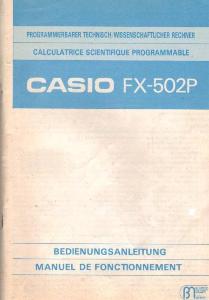 PROGRAMMIERBARER TECHNISCH/WISSENSCHAFTLICHER RECHNER
CALCULATRICE SCIENTIFIQUE PROGRAMMABLE
CASIO FX-502P
BEDIENUNGSANLEITUNG
MANUEL DE FONCTIONNEMENT